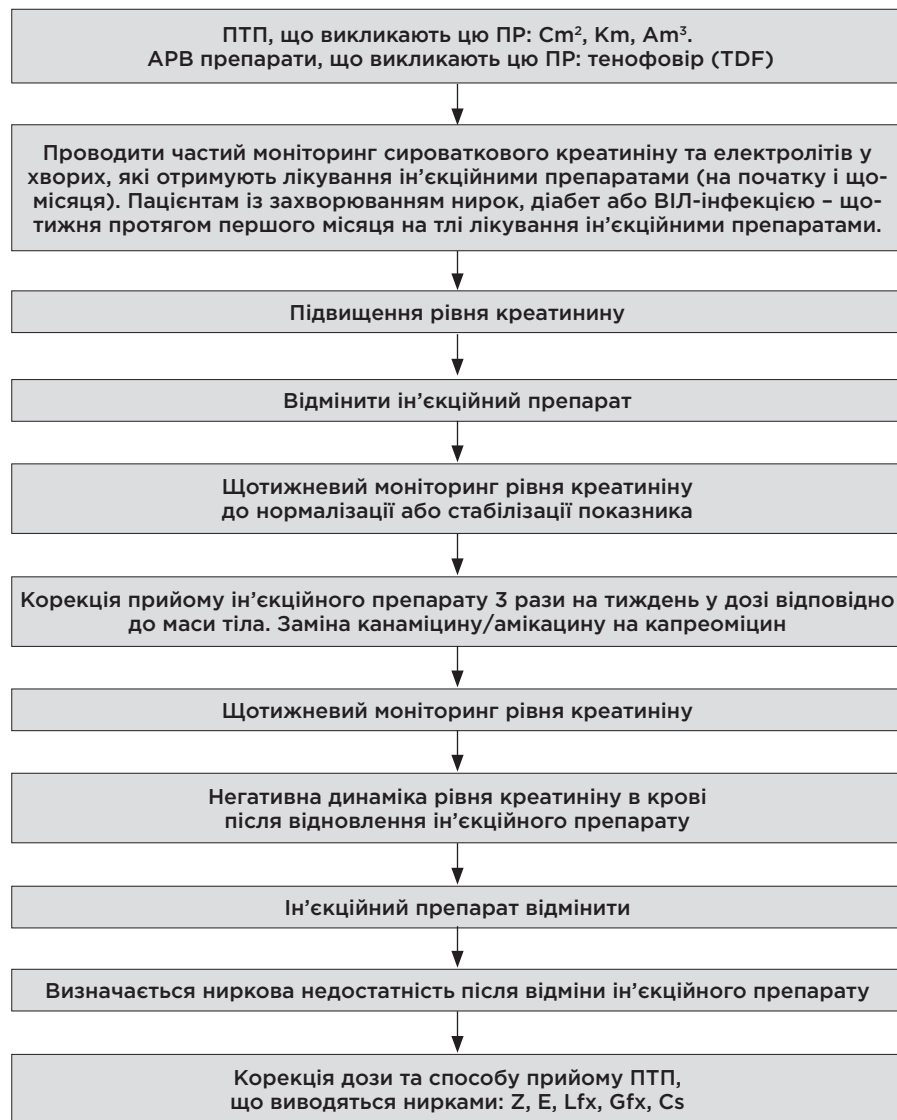 ПТП, що викликають цю ПР: Cm², Km, Am³.
АРВ препарати, що викликають цю ПР: тенофовір (TDF)
Проводити частий моніторинг сироваткового креатиніну та електролітів у
хворих, які отримують лікування ін’єкційними препаратами (на початку і що-
місяця). Пацієнтам із захворюванням нирок, діабет або ВІЛ-інфекцією – що-
тижня протягом першого місяця на тлі лікування ін’єкційними препаратами.
Підвищення рівня креатинину
Відмінити ін’єкційний препарат
Щотижневий моніторинг рівня креатиніну
до нормалізації або стабілізації показника
Корекція прийому ін’єкційного препарату 3 рази на тиждень у дозі відповідно
до маси тіла. Заміна канаміцину/амікацину на капреоміцин
Щотижневий моніторинг рівня креатиніну
Негативна динаміка рівня креатиніну в крові
після відновлення ін’єкційного препарату
Ін’єкційний препарат відмінити
Визначається ниркова недостатність після відміни ін’єкційного препарату
Корекція дози та способу прийому ПТП,
що виводяться нирками: Z, E, Lfx, Gfx, Cs